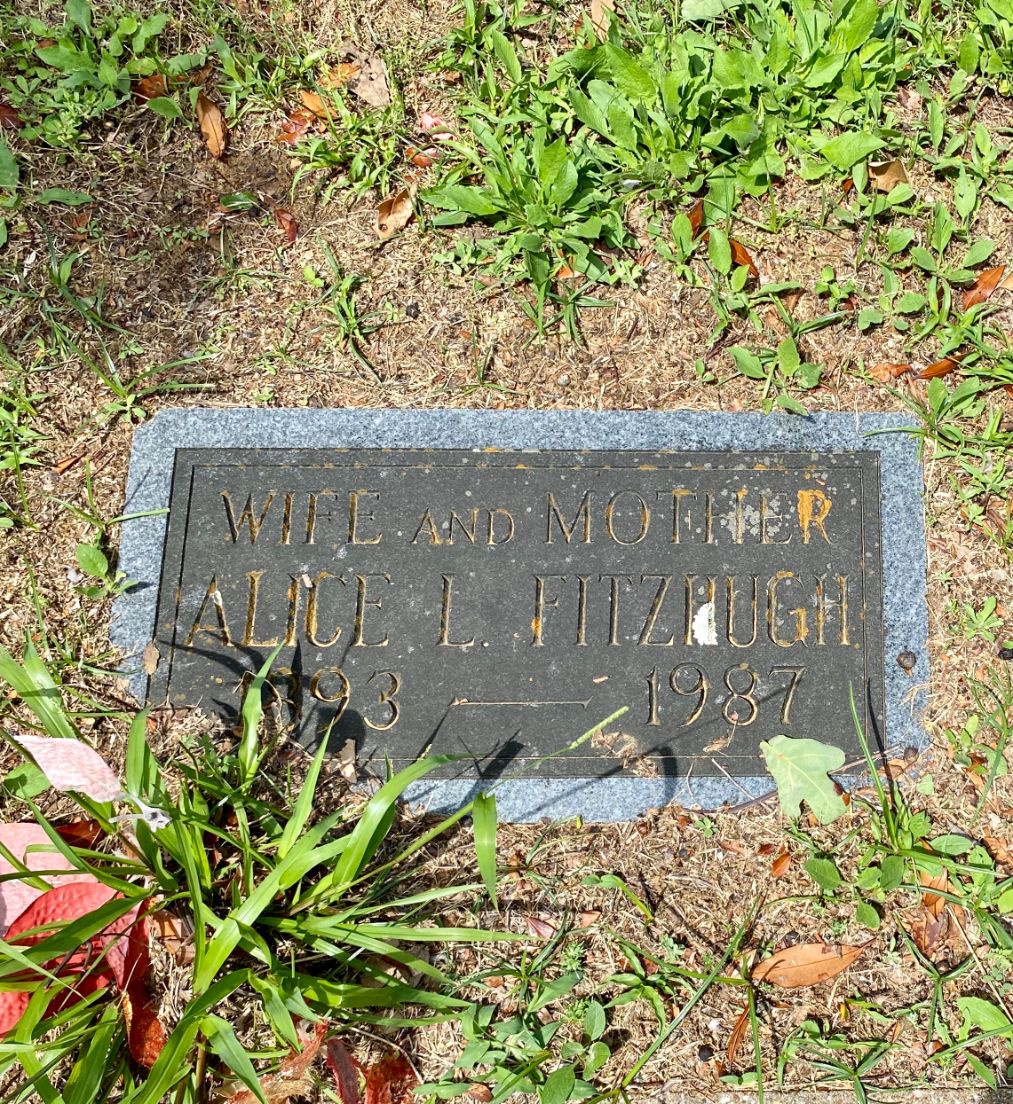 WIFE AND MOTHER
ALICE L. FITZHUGH
1893 — 1987